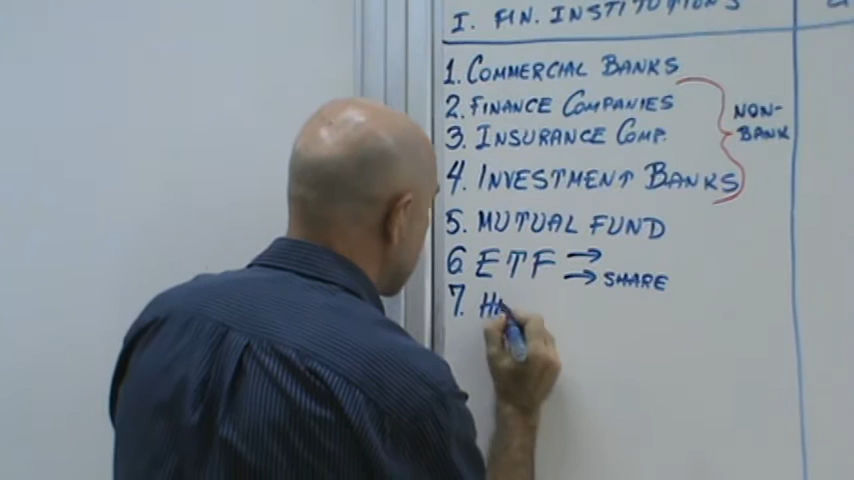 I. FIN. INSTITUTIONS
1. COMMERCIAL BANKS
2. FINANCE COMPANIES
3. INSURANCE COMP.
4. INVESTMENT BANKS
NON-
BANK
5. MUTUAL FUND
6. ETF → → SHARE
7. H